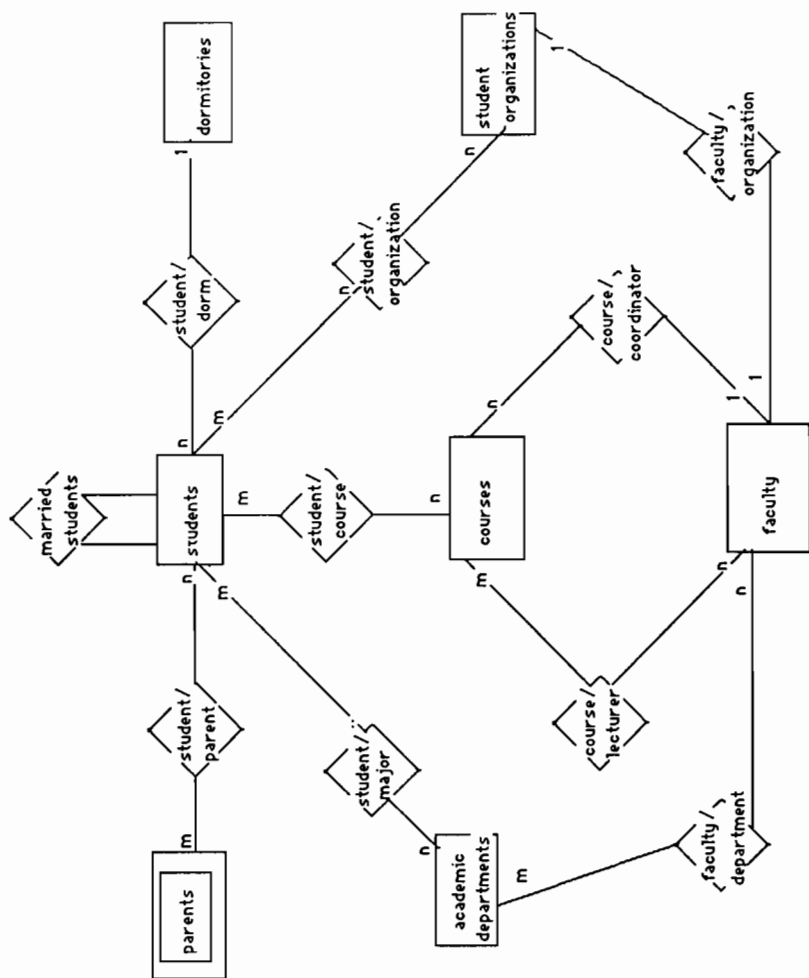 married
students
student/
parent
m
n
parents
students
n
student/
dorm
1
dormitories
m
m
m
student/
major
n
student/
course
n
student/
organization
n
student
organizations
academic
departments
n
courses
m
n
1
m
course/
lecturer
course/
coordinator
faculty/
department
faculty/
organization
n
n
faculty
1
1